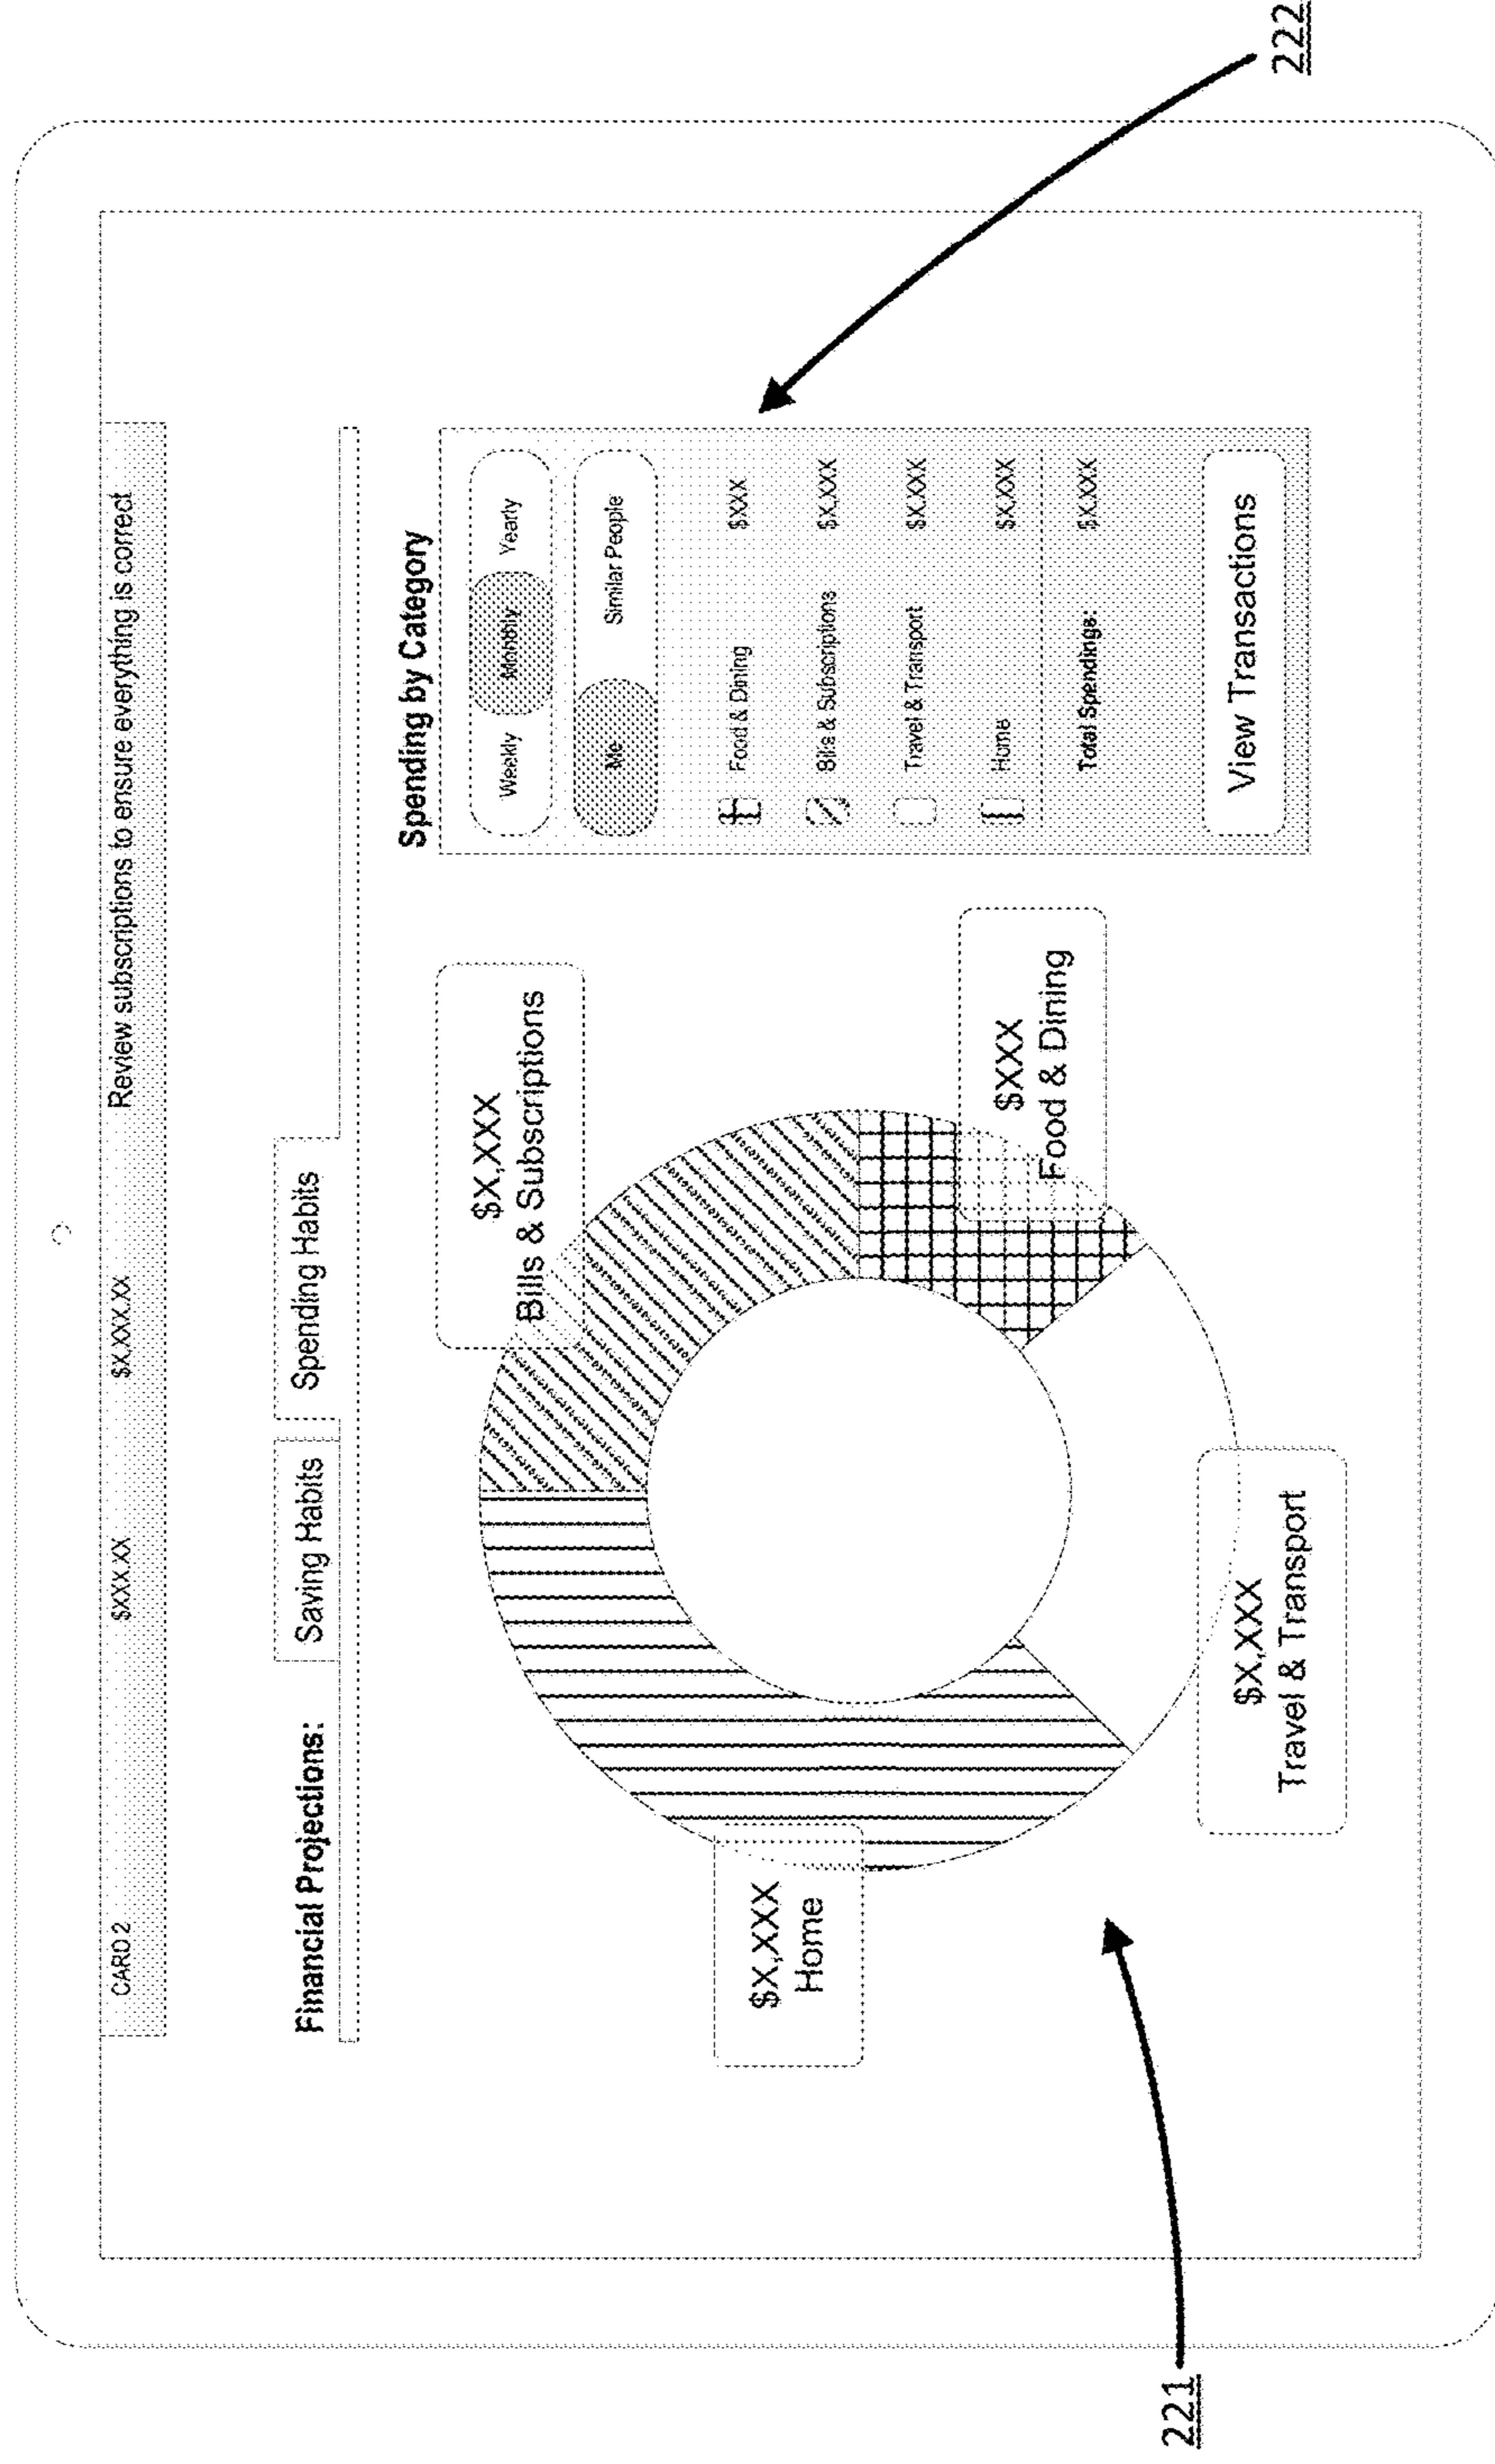 CARD 2 $XXX.XX $X,XXX.XX Review subscriptions to ensure everything is correct
Financial Projections: Saving Habits Spending Habits
Spending by Category
Weekly Monthly Yearly
Me Similar People
Food & Dining $XXX
Bills & Subscriptions $X,XXX
Travel & Transport $X,XXX
Home $X,XXX
Total Spendings: $X,XXX
View Transactions
$X,XXX
Bills & Subscriptions
$X,XXX
Home
$XXX
Food & Dining
$X,XXX
Travel & Transport
221
222